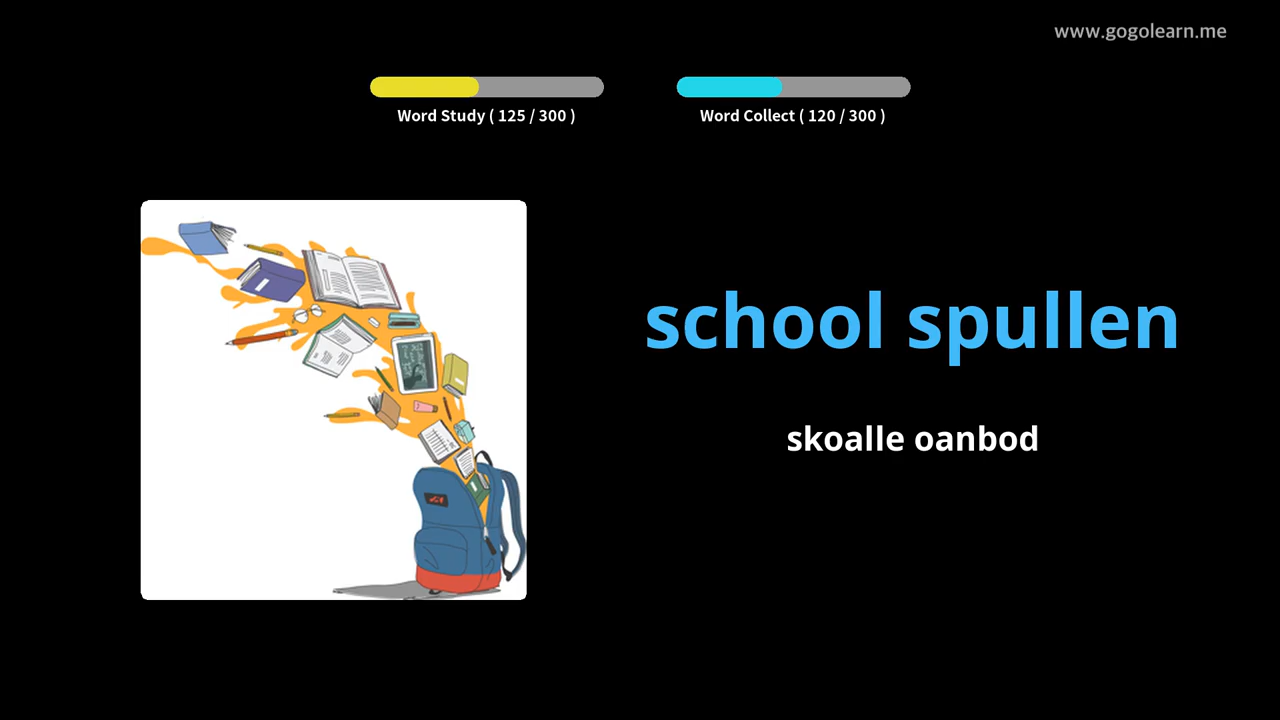 www.gogolearn.me
Word Study ( 125 / 300 )
Word Collect ( 120 / 300 )
school spullen
skoalle oanbod